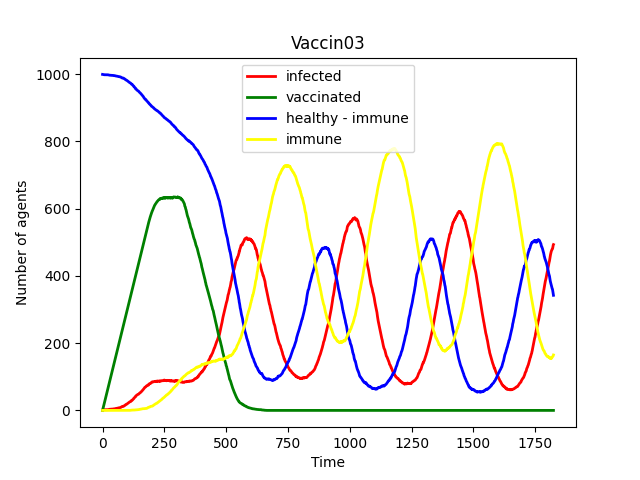 Vaccin03
infected
vaccinated
healthy - immune
immune
Number of agents
1000
800
600
400
200
0
0 250 500 750 1000 1250 1500 1750
Time